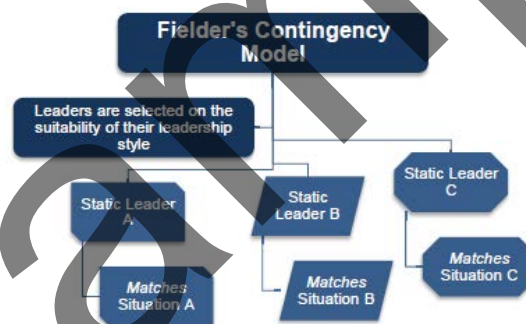 Fielder's Contingency
Model
Leaders are selected on the
suitability of their leadership
style
Static Leader
A
Static
Leader B
Static Leader
C
Matches
Situation A
Matches
Situation B
Matches
Situation C